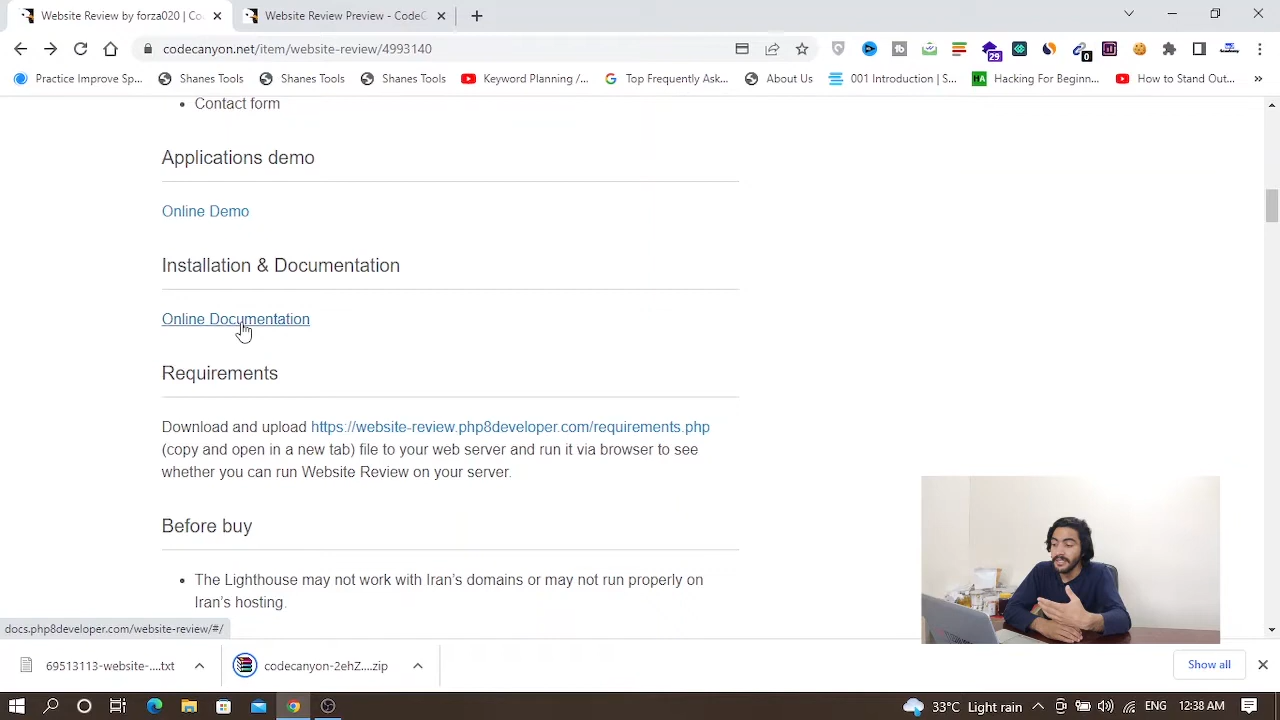 Website Review by forza020 | Co
Website Review Preview - CodeC
codecanyon.net/item/website-review/4993140
29
0
Practice Improve Sp...
Shanes Tools
Shanes Tools
Shanes Tools
Keyword Planning /...
Top Frequently Ask...
About Us
001 Introduction | S...
HA
Hacking For Beginn...
How to Stand Out...
»
Contact form
Applications demo
Online Demo
Installation & Documentation
Online Documentation
Requirements
Download and upload https://website-review.php8developer.com/requirements.php
(copy and open in a new tab) file to your web server and run it via browser to see
whether you can run Website Review on your server.
Before buy
The Lighthouse may not work with Iran's domains or may not run properly on
Iran's hosting.
docs.php8developer.com/website-review/#/
69513113-website-....txt
codecanyon-2ehZ....zip
Show all
33°C Light rain
ENG
12:38 AM